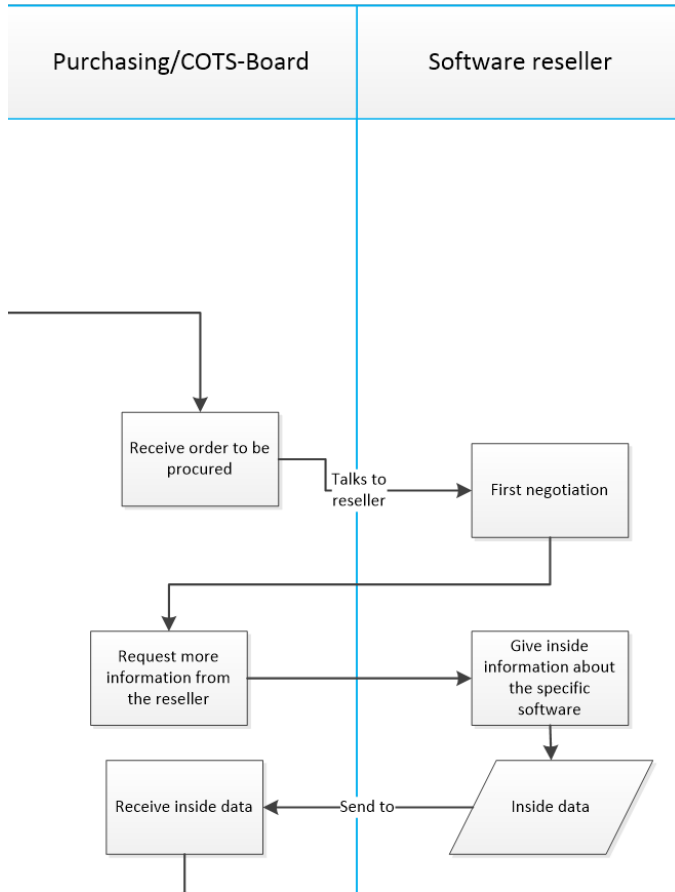 Purchasing/COTS-Board
Software reseller
Receive order to be
procured
Talks to
reseller
First negotiation
Request more
information from
the reseller
Give inside
information about
the specific
software
Receive inside data
Send to
Inside data